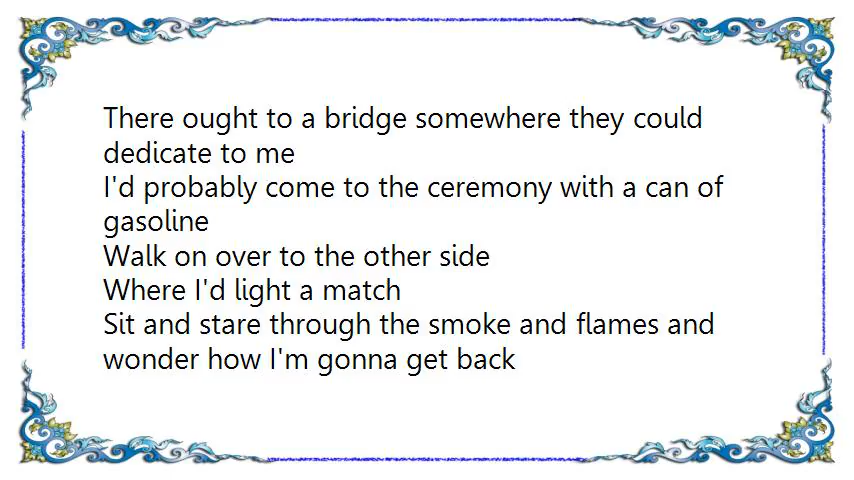 There ought to a bridge somewhere they could
dedicate to me
I'd probably come to the ceremony with a can of
gasoline
Walk on over to the other side
Where I'd light a match
Sit and stare through the smoke and flames and
wonder how I'm gonna get back